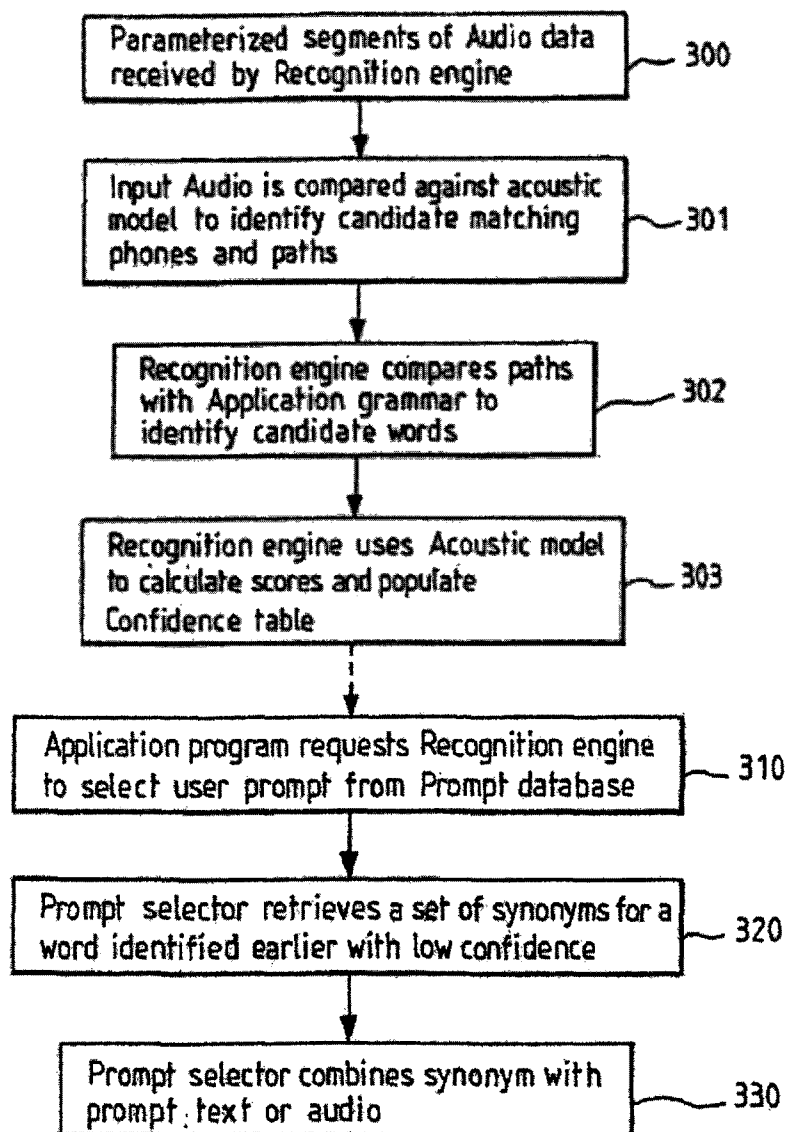 Parameterized segments of Audio data
received by Recognition engine
300
Input Audio is compared against acoustic
model to identify candidate matching
phones and paths
301
Recognition engine compares paths
with Application grammar to
identify candidate words
302
Recognition engine uses Acoustic model
to calculate scores and populate
Confidence table
303
Application program requests Recognition engine
to select user prompt from Prompt database
310
Prompt selector retrieves a set of synonyms for a
word identified earlier with low confidence
320
Prompt selector combines synonym with
prompt text or audio
330